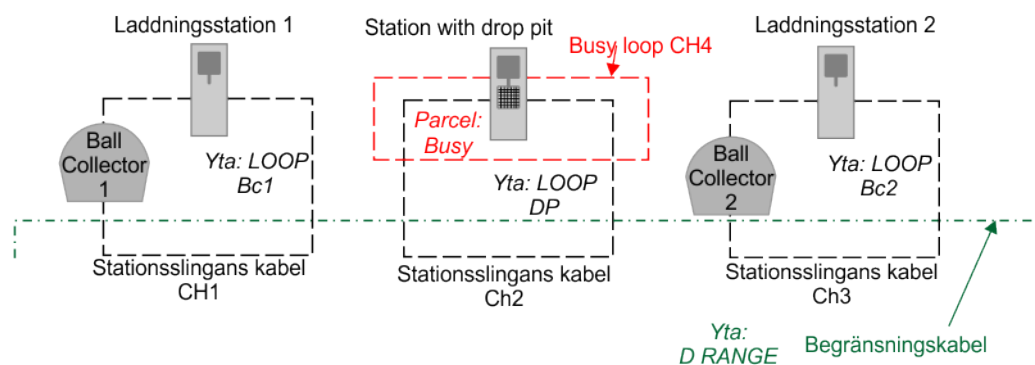 Laddningsstation 1
Station with drop pit
Laddningsstation 2
Busy loop CH4
Parcel:
Busy
Ball
Collector
1
Yta: LOOP
Bc1
Yta: LOOP
DP
Ball
Collector
2
Yta: LOOP
Bc2
Stationsslingans kabel
CH1
Stationsslingans kabel
Ch2
Stationsslingans kabel
Ch3
Yta:
D RANGE
Begränsningskabel